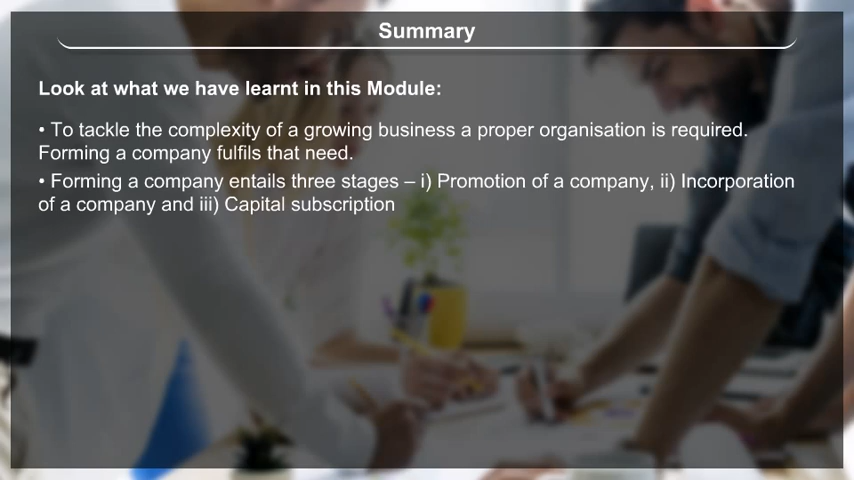 Summary
Look at what we have learnt in this Module:
• To tackle the complexity of a growing business a proper organisation is required.
Forming a company fulfils that need.
• Forming a company entails three stages – i) Promotion of a company, ii) Incorporation
of a company and iii) Capital subscription